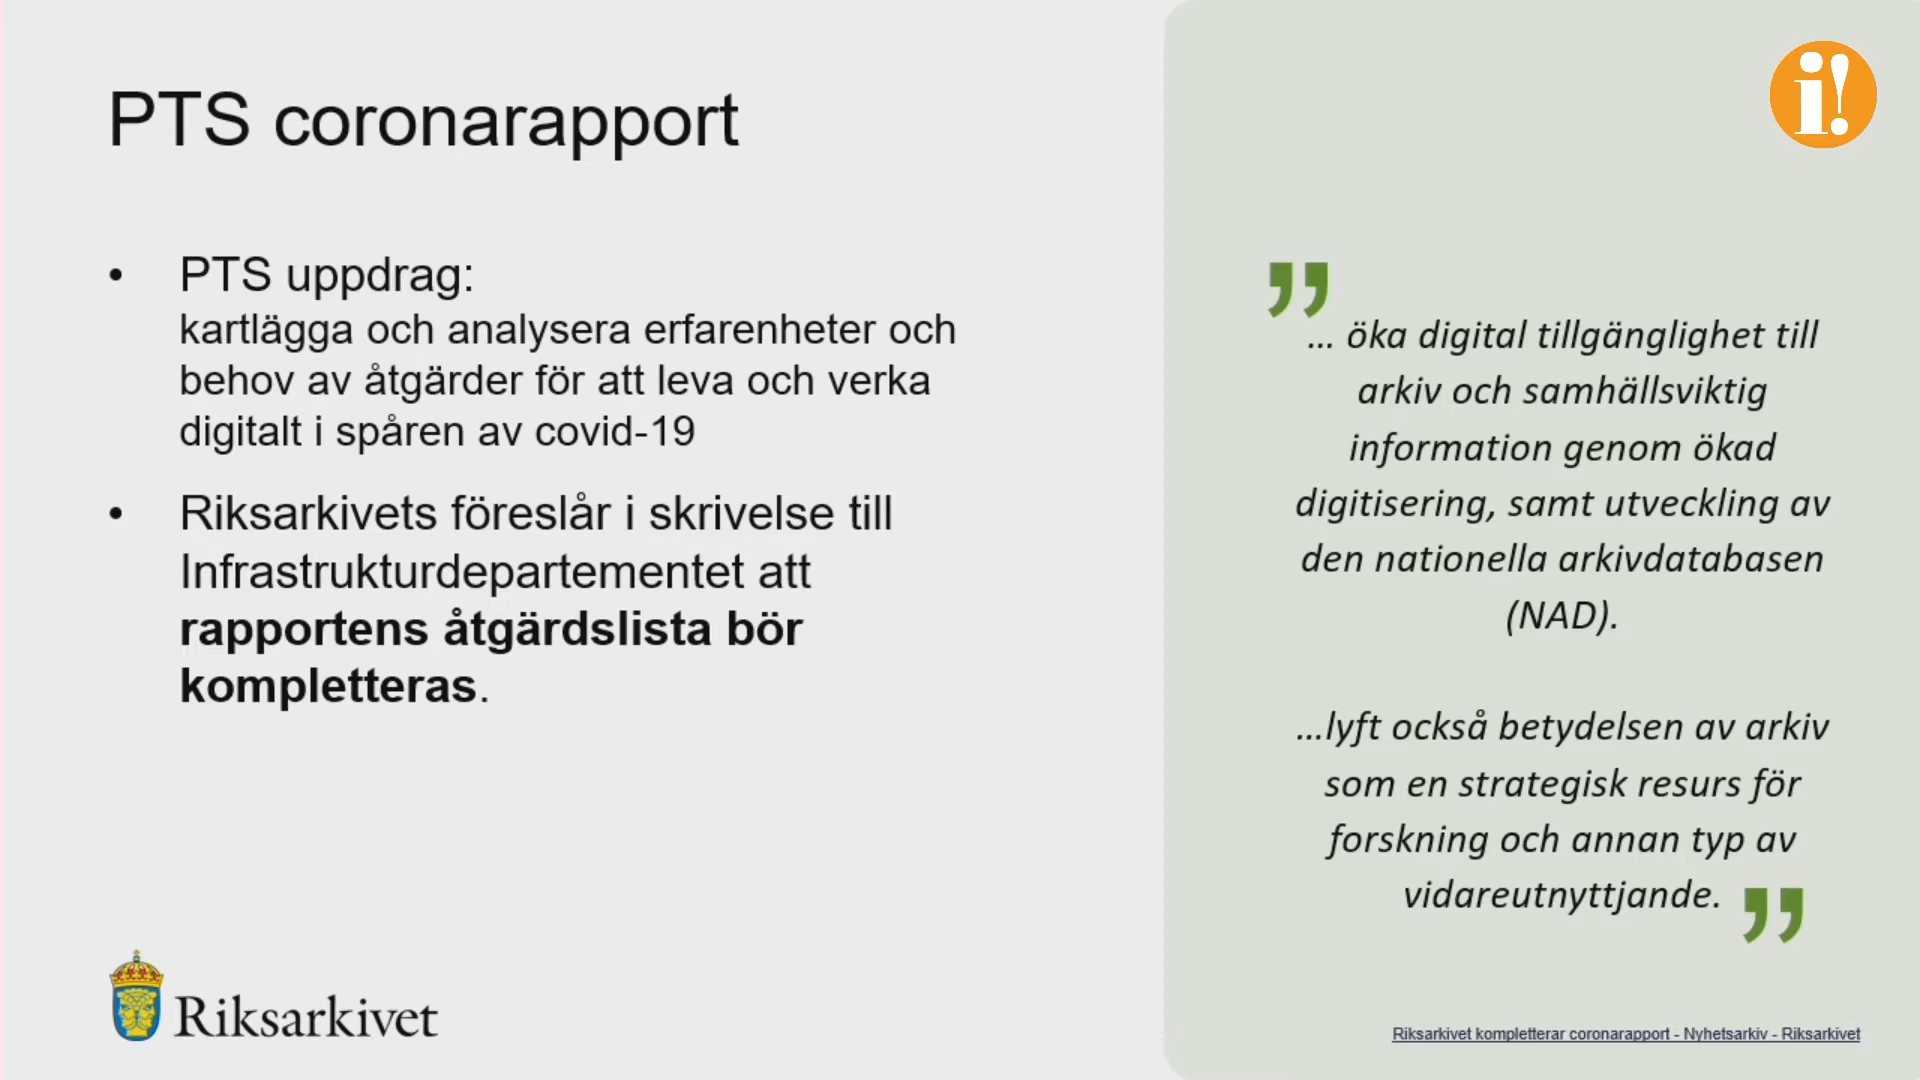 PTS coronarapport
• PTS uppdrag:
kartlägga och analysera erfarenheter och
behov av åtgärder för att leva och verka
digitalt i spåren av covid-19
• Riksarkivets föreslår i skrivelse till
Infrastrukturdepartementet att
rapportens åtgärdslista bör
kompletteras.
Riksarkivet
i!
”
... öka digital tillgänglighet till
arkiv och samhällsviktig
information genom ökad
digitisering, samt utveckling av
den nationella arkivdatabasen
(NAD).
...lyft också betydelsen av arkiv
som en strategisk resurs för
forskning och annan typ av
vidareutnyttjande. ”
Riksarkivet kompletterar coronarapport - Nyhetsarkiv - Riksarkivet